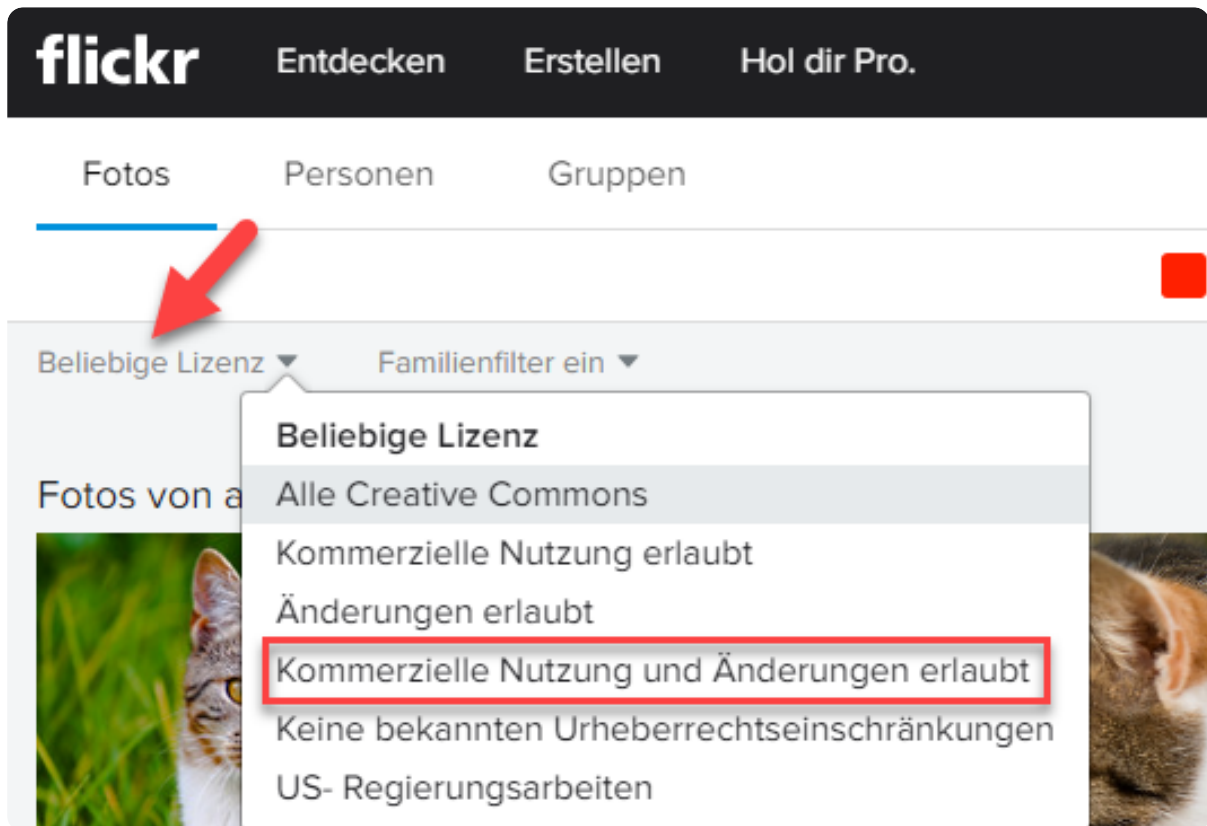 flickr Entdecken Erstellen Hol dir Pro.
Fotos Personen Gruppen
Beliebige Lizenz Familienfilter ein
Beliebige Lizenz
Fotos von a
Alle Creative Commons
Kommerzielle Nutzung erlaubt
Änderungen erlaubt
Kommerzielle Nutzung und Änderungen erlaubt
Keine bekannten Urheberrechtseinschränkungen
US- Regierungsarbeiten